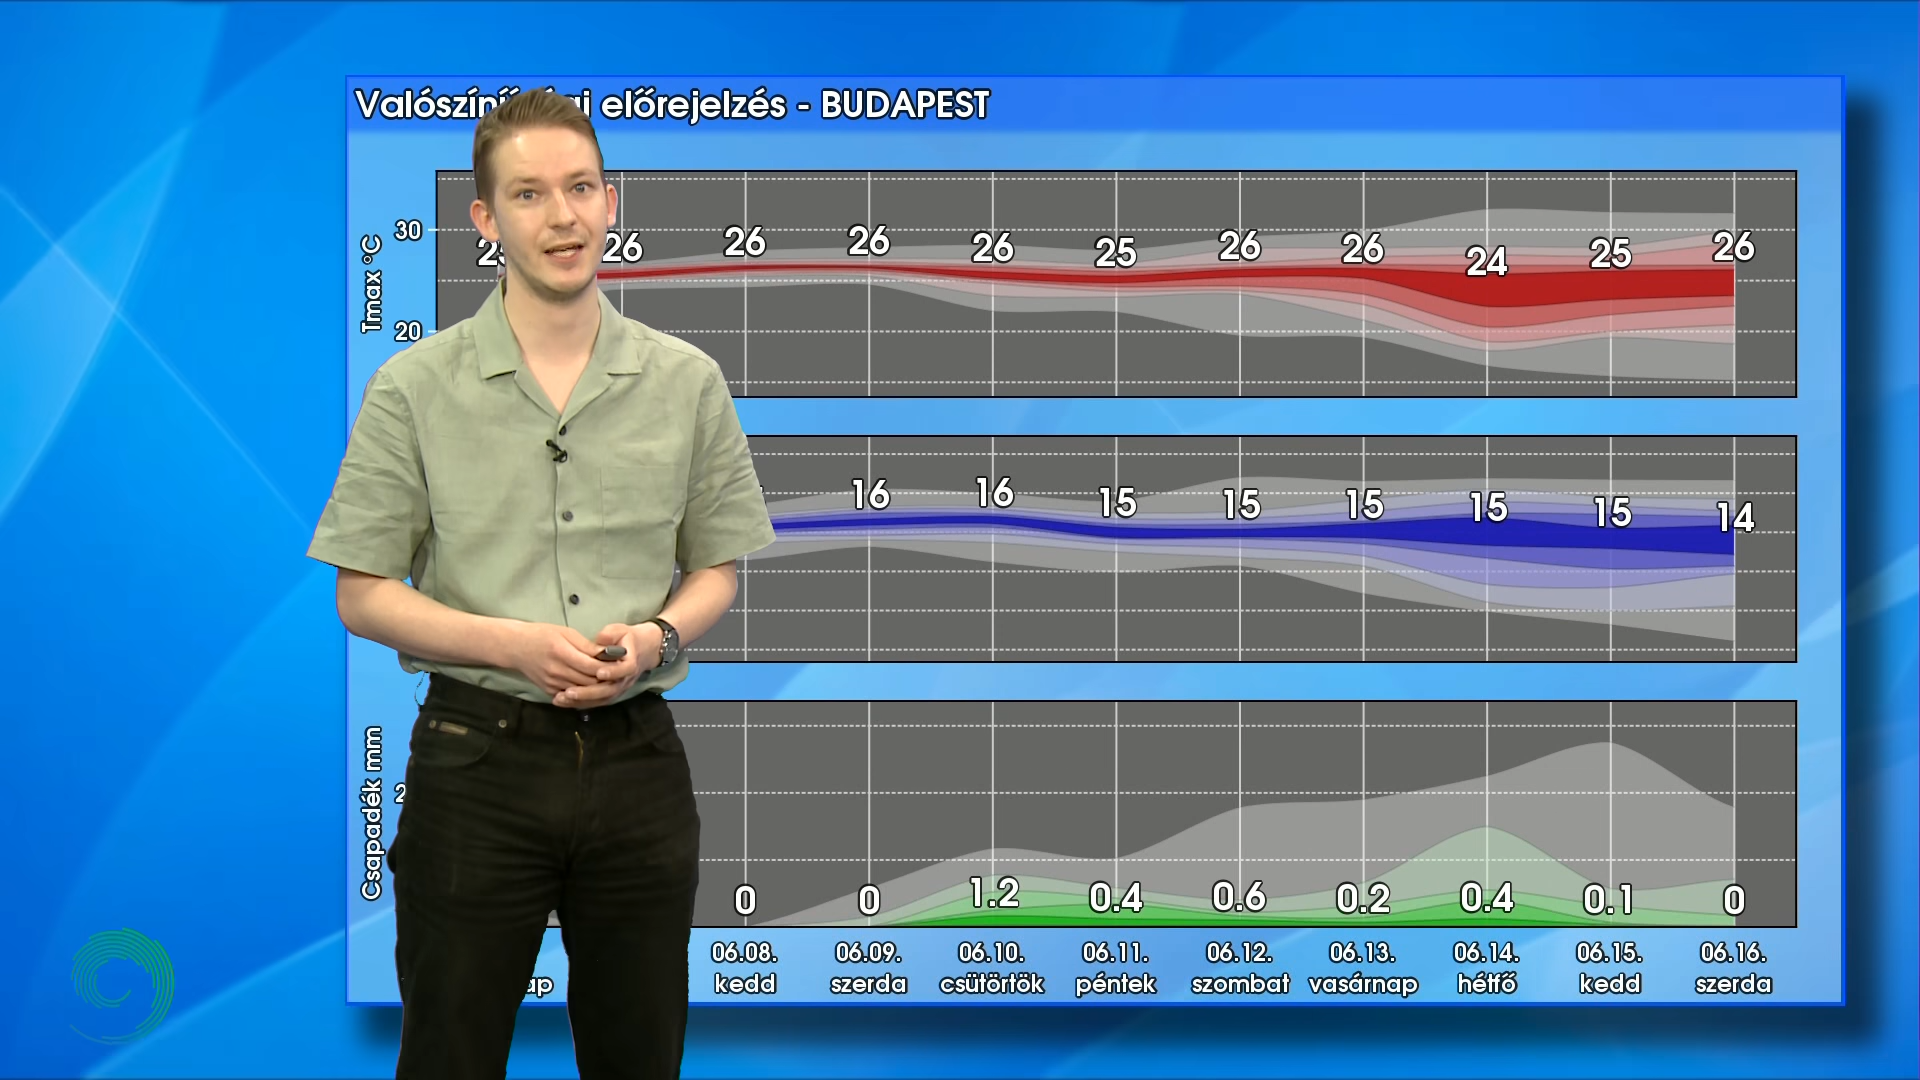 előrejelzés - BUDAPEST
30
26 26 26 26 25 26 26 24 25 26
Tmax °C
20
16 16 15 15 15 15 15 14
Csapadék mm
0 0 1.2 0.4 0.6 0.2 0.4 0.1 0
06.08. 06.09. 06.10. 06.11. 06.12. 06.13. 06.14. 06.15. 06.16.
kedd szerda csütörtök péntek szombat vasárnap hétfő kedd szerda